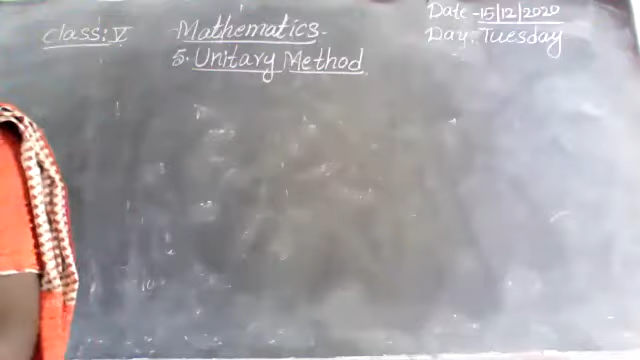 Class: V
Mathematics.
5. Unitary Method
Date - 15/12/2020
Day: Tuesday